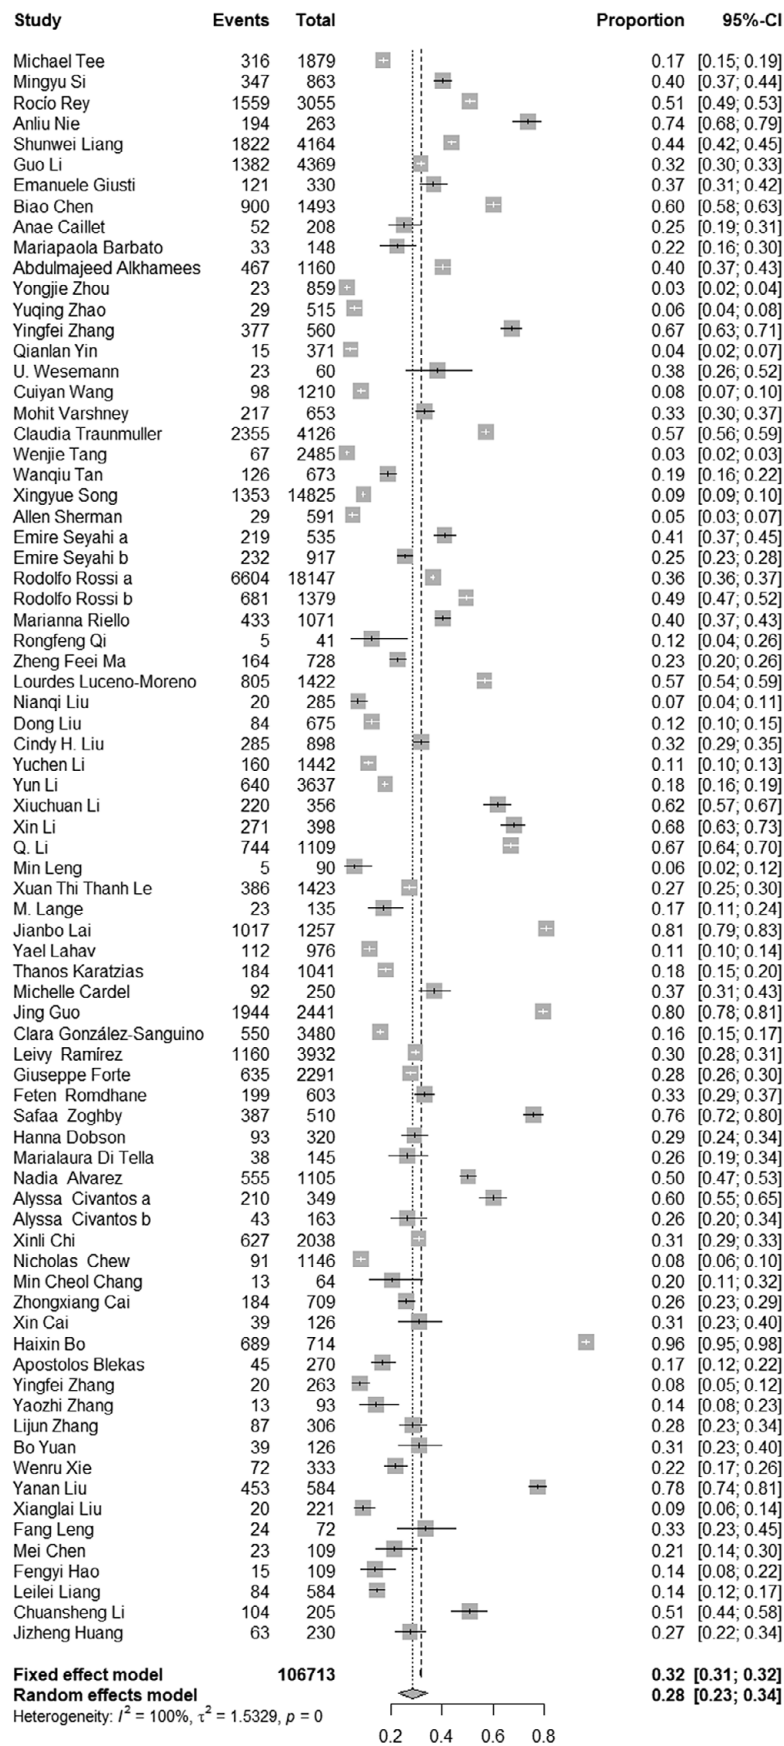 Study Events Total Proportion 95%-CI
Michael Tee 316 1879 0.17 [0.15; 0.19]
Mingyu Si 347 863 0.40 [0.37; 0.44]
Rocío Rey 1559 3055 0.51 [0.49; 0.53]
Anliu Nie 194 263 0.74 [0.68; 0.79]
Shunwei Liang 1822 4164 0.44 [0.42; 0.45]
Guo Li 1382 4369 0.32 [0.30; 0.33]
Emanuele Giusti 121 330 0.37 [0.31; 0.42]
Biao Chen 900 1493 0.60 [0.58; 0.63]
Anae Caillet 52 208 0.25 [0.19; 0.31]
Mariapaola Barbato 33 148 0.22 [0.16; 0.30]
Abdulmajeed Alkhamees 467 1160 0.40 [0.37; 0.43]
Yongjie Zhou 23 859 0.03 [0.02; 0.04]
Yuqing Zhao 29 515 0.06 [0.04; 0.08]
Yingfei Zhang 377 560 0.67 [0.63; 0.71]
Qianlan Yin 15 371 0.04 [0.02; 0.07]
U. Wesemann 23 60 0.38 [0.26; 0.52]
Cuiyan Wang 98 1210 0.08 [0.07; 0.10]
Mohit Varshney 217 653 0.33 [0.30; 0.37]
Claudia Traunmuller 2355 4126 0.57 [0.56; 0.59]
Wenjie Tang 67 2485 0.03 [0.02; 0.03]
Wanqiu Tan 126 673 0.19 [0.16; 0.22]
Xingyue Song 1353 14825 0.09 [0.09; 0.10]
Allen Sherman 29 591 0.05 [0.03; 0.07]
Emire Seyahi a 219 535 0.41 [0.37; 0.45]
Emire Seyahi b 232 917 0.25 [0.23; 0.28]
Rodolfo Rossi a 6604 18147 0.36 [0.36; 0.37]
Rodolfo Rossi b 681 1379 0.49 [0.47; 0.52]
Marianna Riello 433 1071 0.40 [0.37; 0.43]
Rongfeng Qi 5 41 0.12 [0.04; 0.26]
Zheng Feei Ma 164 728 0.23 [0.20; 0.26]
Lourdes Luceno-Moreno 805 1422 0.57 [0.54; 0.59]
Nianqi Liu 20 285 0.07 [0.04; 0.11]
Dong Liu 84 675 0.12 [0.10; 0.15]
Cindy H. Liu 285 898 0.32 [0.29; 0.35]
Yuchen Li 160 1442 0.11 [0.10; 0.13]
Yun Li 640 3637 0.18 [0.16; 0.19]
Xiuchuan Li 220 356 0.62 [0.57; 0.67]
Xin Li 271 398 0.68 [0.63; 0.73]
Q. Li 744 1109 0.67 [0.64; 0.70]
Min Leng 5 90 0.06 [0.02; 0.12]
Xuan Thi Thanh Le 386 1423 0.27 [0.25; 0.30]
M. Lange 23 135 0.17 [0.11; 0.24]
Jianbo Lai 1017 1257 0.81 [0.79; 0.83]
Yael Lahav 112 976 0.11 [0.10; 0.14]
Thanos Karatzias 184 1041 0.18 [0.15; 0.20]
Michelle Cardel 92 250 0.37 [0.31; 0.43]
Jing Guo 1944 2441 0.80 [0.78; 0.81]
Clara González-Sanguino 550 3480 0.16 [0.15; 0.17]
Leivy Ramírez 1160 3932 0.30 [0.28; 0.31]
Giuseppe Forte 635 2291 0.28 [0.26; 0.30]
Feten Romdhane 199 603 0.33 [0.29; 0.37]
Safaa Zoghby 387 510 0.76 [0.72; 0.80]
Hanna Dobson 93 320 0.29 [0.24; 0.34]
Marialaura Di Tella 38 145 0.26 [0.19; 0.34]
Nadia Alvarez 555 1105 0.50 [0.47; 0.53]
Alyssa Civantos a 210 349 0.60 [0.55; 0.65]
Alyssa Civantos b 43 163 0.26 [0.20; 0.34]
Xinli Chi 627 2038 0.31 [0.29; 0.33]
Nicholas Chew 91 1146 0.08 [0.06; 0.10]
Min Cheol Chang 13 64 0.20 [0.11; 0.32]
Zhongxiang Cai 184 709 0.26 [0.23; 0.29]
Xin Cai 39 126 0.31 [0.23; 0.40]
Haixin Bo 689 714 0.96 [0.95; 0.98]
Apostolos Blekas 45 270 0.17 [0.12; 0.22]
Yingfei Zhang 20 263 0.08 [0.05; 0.12]
Yaozhi Zhang 13 93 0.14 [0.08; 0.23]
Lijun Zhang 87 306 0.28 [0.23; 0.34]
Bo Yuan 39 126 0.31 [0.23; 0.40]
Wenru Xie 72 333 0.22 [0.17; 0.26]
Yanan Liu 453 584 0.78 [0.74; 0.81]
Xianglai Liu 20 221 0.09 [0.06; 0.14]
Fang Leng 24 72 0.33 [0.23; 0.45]
Mei Chen 23 109 0.21 [0.14; 0.30]
Fengyi Hao 15 109 0.14 [0.08; 0.22]
Leilei Liang 84 584 0.14 [0.12; 0.17]
Chuansheng Li 104 205 0.51 [0.44; 0.58]
Jizheng Huang 63 230 0.27 [0.22; 0.34]
Fixed effect model 106713 0.32 [0.31; 0.32]
Random effects model 0.28 [0.23; 0.34]
Heterogeneity: I² = 100%, τ² = 1.5329, p = 0
0.2 0.4 0.6 0.8